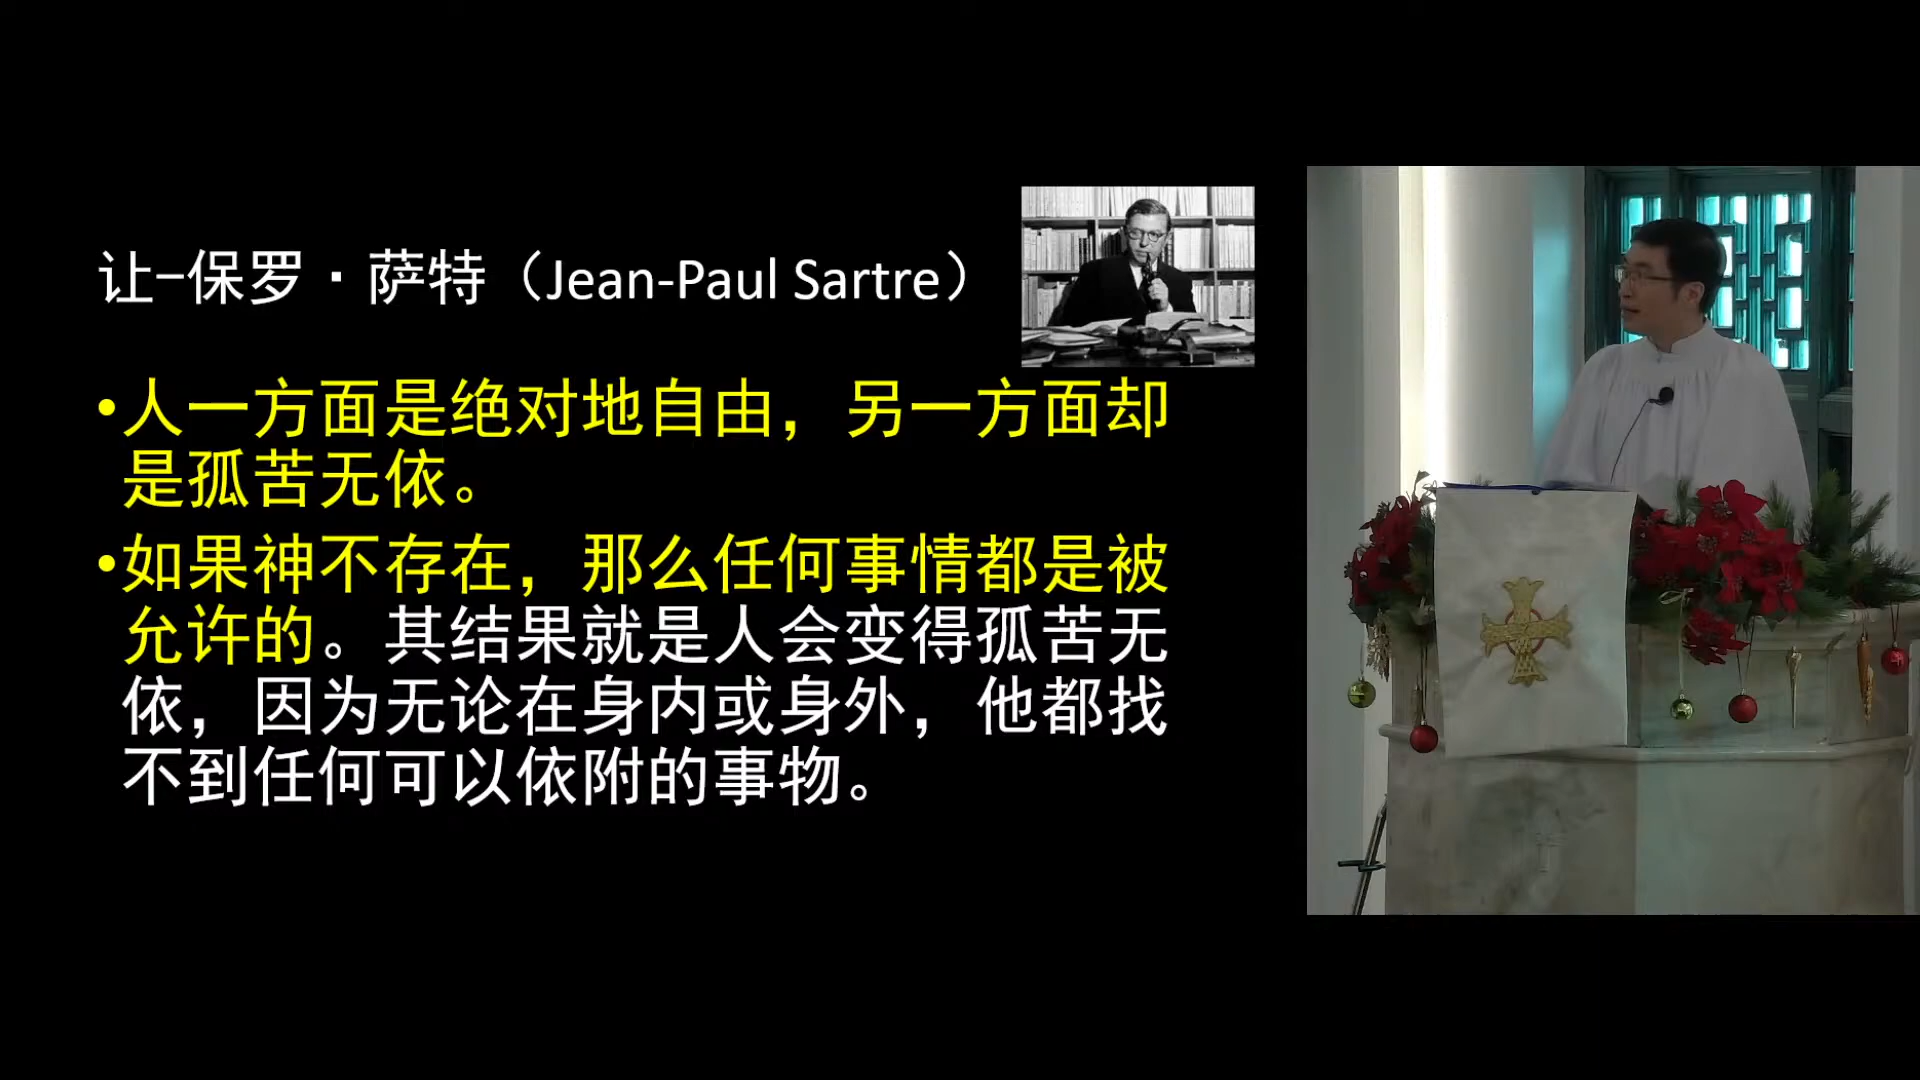 让-保罗·萨特（Jean-Paul Sartre）
•人一方面是绝对地自由，另一方面却
是孤苦无依。
•如果神不存在，那么任何事情都是被
允许的。其结果就是人会变得孤苦无
依，因为无论在身内或身外，他都找
不到任何可以依附的事物。